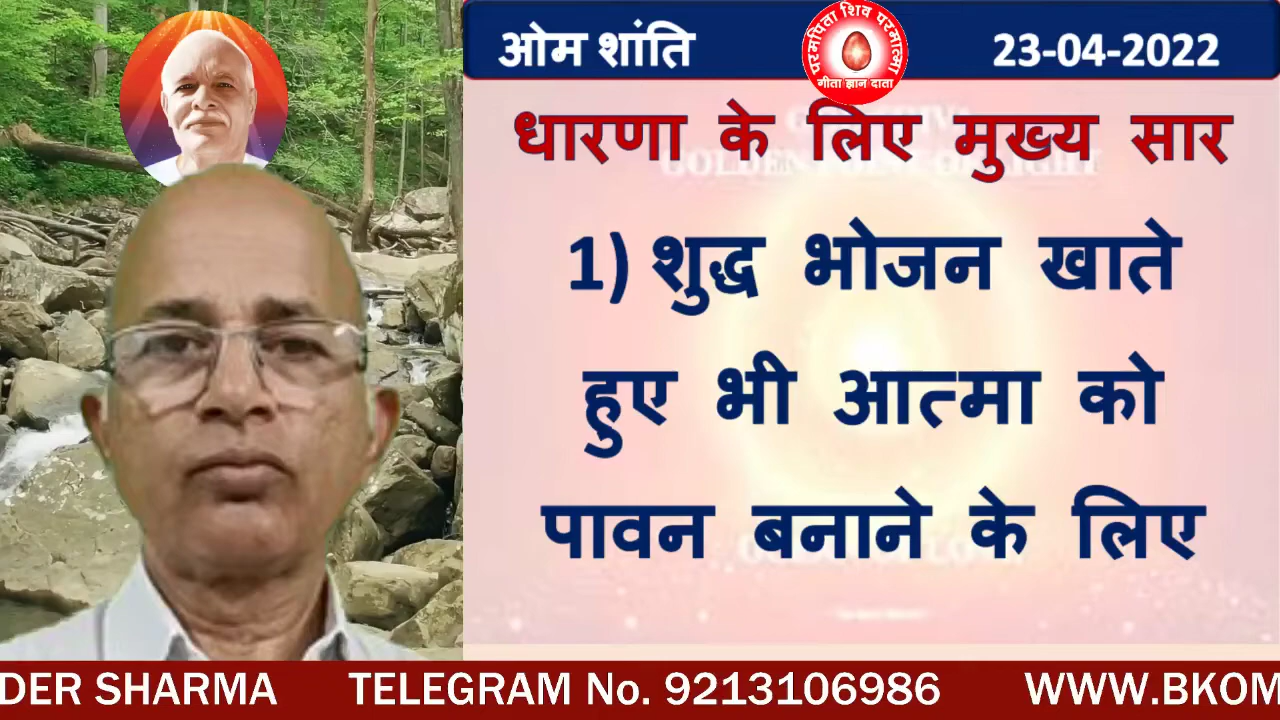 ओम शांति
परमपिता शिव परमात्मा
गीता ज्ञान दाता
23-04-2022
धारणा के लिए मुख्य सार
1) शुद्ध भोजन खाते
हुए भी आत्मा को
पावन बनाने के लिए
DER SHARMA TELEGRAM No. 9213106986 WWW.BKOM